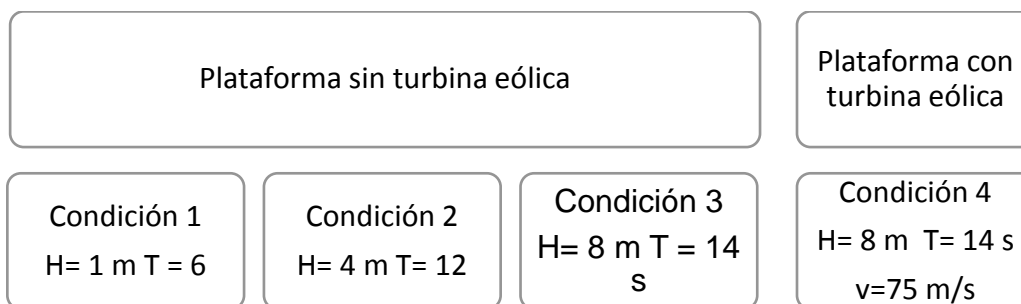 Plataforma sin turbina eólica
Plataforma con
turbina eólica
Condición 1
H= 1 m T = 6
Condición 2
H= 4 m T= 12
Condición 3
H= 8 m T = 14
s
Condición 4
H= 8 m T= 14 s
v=75 m/s